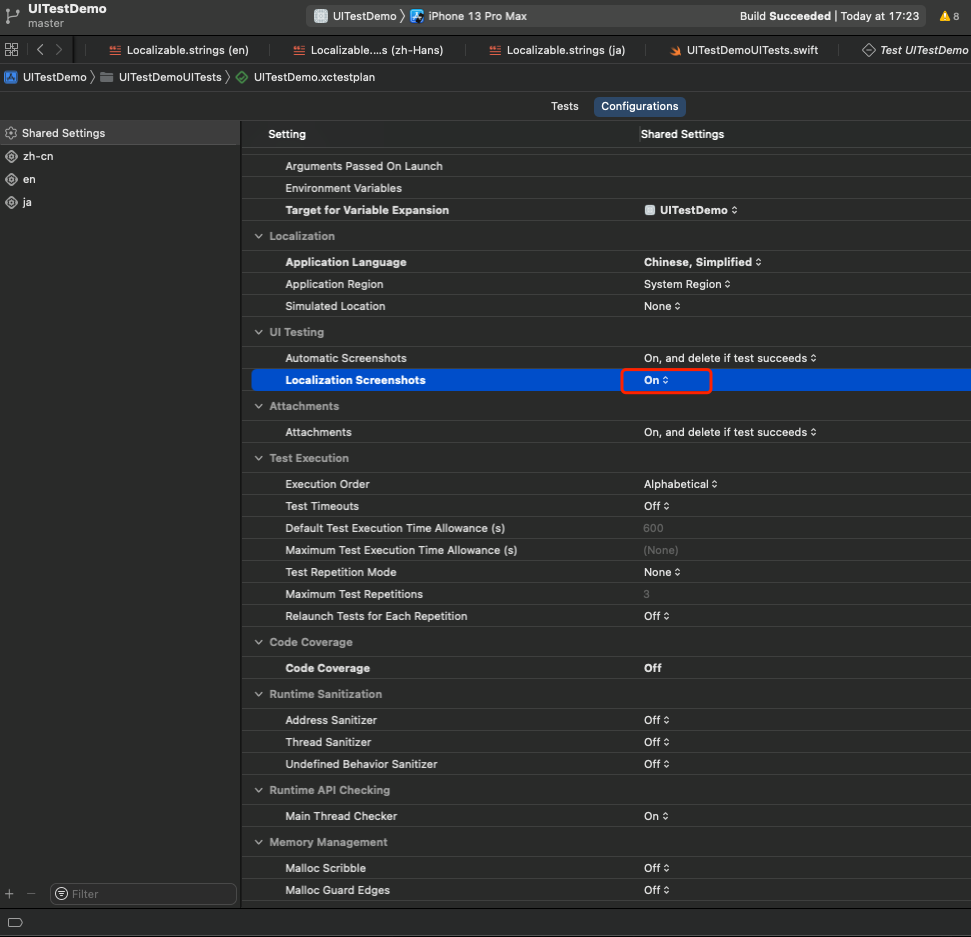 UITestDemo
master
UITestDemo iPhone 13 Pro Max
Build Succeeded | Today at 17:23
8
Localizable.strings (en)
Localizable....s (zh-Hans)
Localizable.strings (ja)
UITestDemoUITests.swift
Test UITestDemo
UITestDemo UITestDemoUITests UITestDemo.xctestplan
Tests Configurations
Shared Settings
zh-cn
en
ja
Setting Shared Settings
Arguments Passed On Launch
Environment Variables
Target for Variable Expansion UITestDemo
Localization
Application Language Chinese, Simplified
Application Region System Region
Simulated Location None
UI Testing
Automatic Screenshots On, and delete if test succeeds
Localization Screenshots On
Attachments
Attachments On, and delete if test succeeds
Test Execution
Execution Order Alphabetical
Test Timeouts Off
Default Test Execution Time Allowance (s) 600
Maximum Test Execution Time Allowance (s) (None)
Test Repetition Mode None
Maximum Test Repetitions 3
Relaunch Tests for Each Repetition Off
Code Coverage
Code Coverage Off
Runtime Sanitization
Address Sanitizer Off
Thread Sanitizer Off
Undefined Behavior Sanitizer Off
Runtime API Checking
Main Thread Checker On
Memory Management
Malloc Scribble Off
Malloc Guard Edges Off
Filter